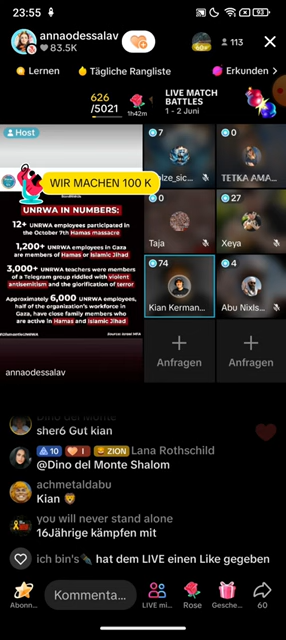 23:55
93
annaodessalav
83.5K
113
Lernen
Tägliche Rangliste
Erkunden >
626
/5021
1h42m
LIVE MATCH
BATTLES
1 - 2 Juni
Host
WIR MACHEN 100 K
UNRWA IN NUMBERS:
12+ UNRWA employees participated in
the October 7th Hamas massacre
1,200+ UNRWA employees in Gaza
are members of Hamas or Islamic Jihad
3,000+ UNRWA teachers were members
of a Telegram group riddled with violent
antisemitism and the glorification of terror
Approximately 6,000 UNRWA employees,
half of the organization's workforce in
Gaza, have close family members who
are active in Hamas and Islamic Jihad
annaodessalav
7
olze_sic...
0
TETKA AMA...
0
Taja
27
Xeya
74
Kian Kerman...
4
Abu Nixls...
+
Anfragen
+
Anfragen
Dino del Monte
sher6 Gut kian
10
1
ZION
Lana Rothschild
@Dino del Monte Shalom
achmetaldabu
Kian 🦁
you will never stand alone
16Jährige kämpfen mit
ich bin's✒️ hat dem LIVE einen Like gegeben
Abonn...
Kommenta...
LIVE mi...
Rose
Gesche...
60